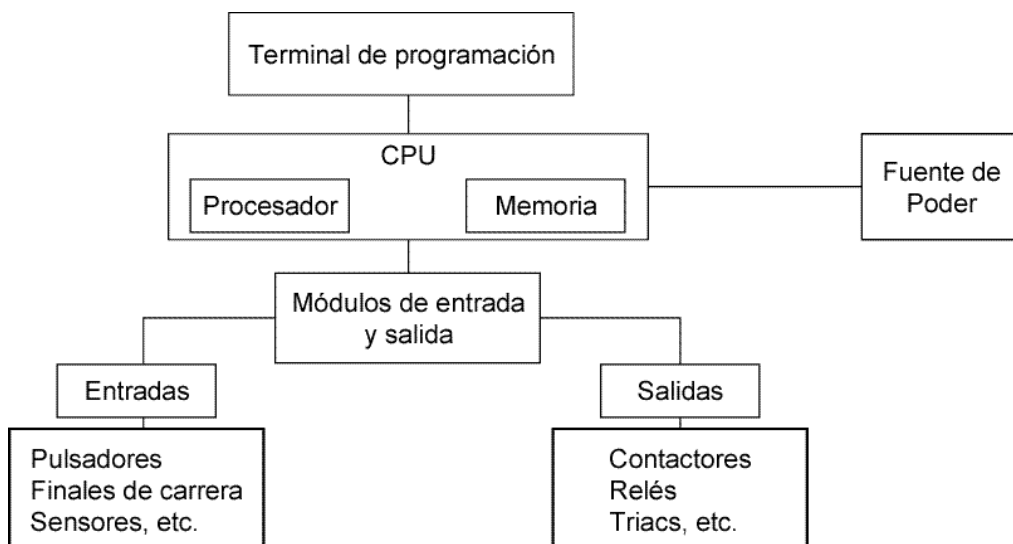 Terminal de programación
CPU
Procesador
Memoria
Fuente de
Poder
Módulos de entrada
y salida
Entradas
Salidas
Pulsadores
Finales de carrera
Sensores, etc.
Contactores
Relés
Triacs, etc.